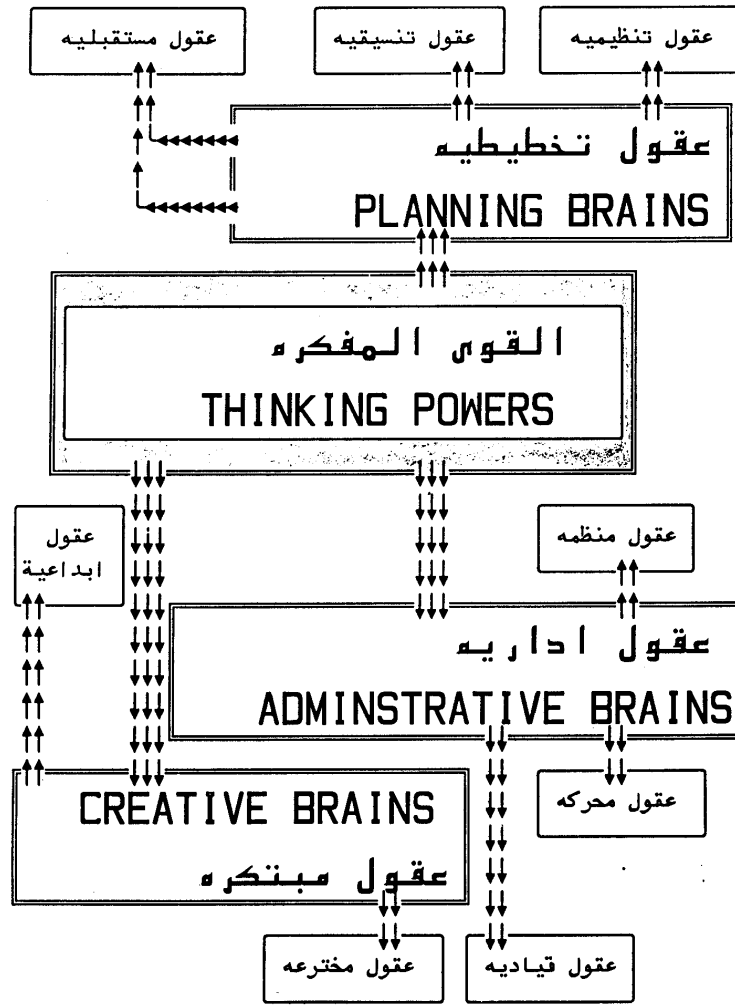 عقول مستقبليه
عقول تنسيقيه
عقول تنظيميه
عقول تخطيطيه
PLANNING BRAINS
القوى المفكره
THINKING POWERS
عقول
ابداعية
عقول منظمه
عقول اداريه
ADMINSTRATIVE BRAINS
عقول محركه
CREATIVE BRAINS
عقول مبتكره
عقول مخترعه
عقول قياديه